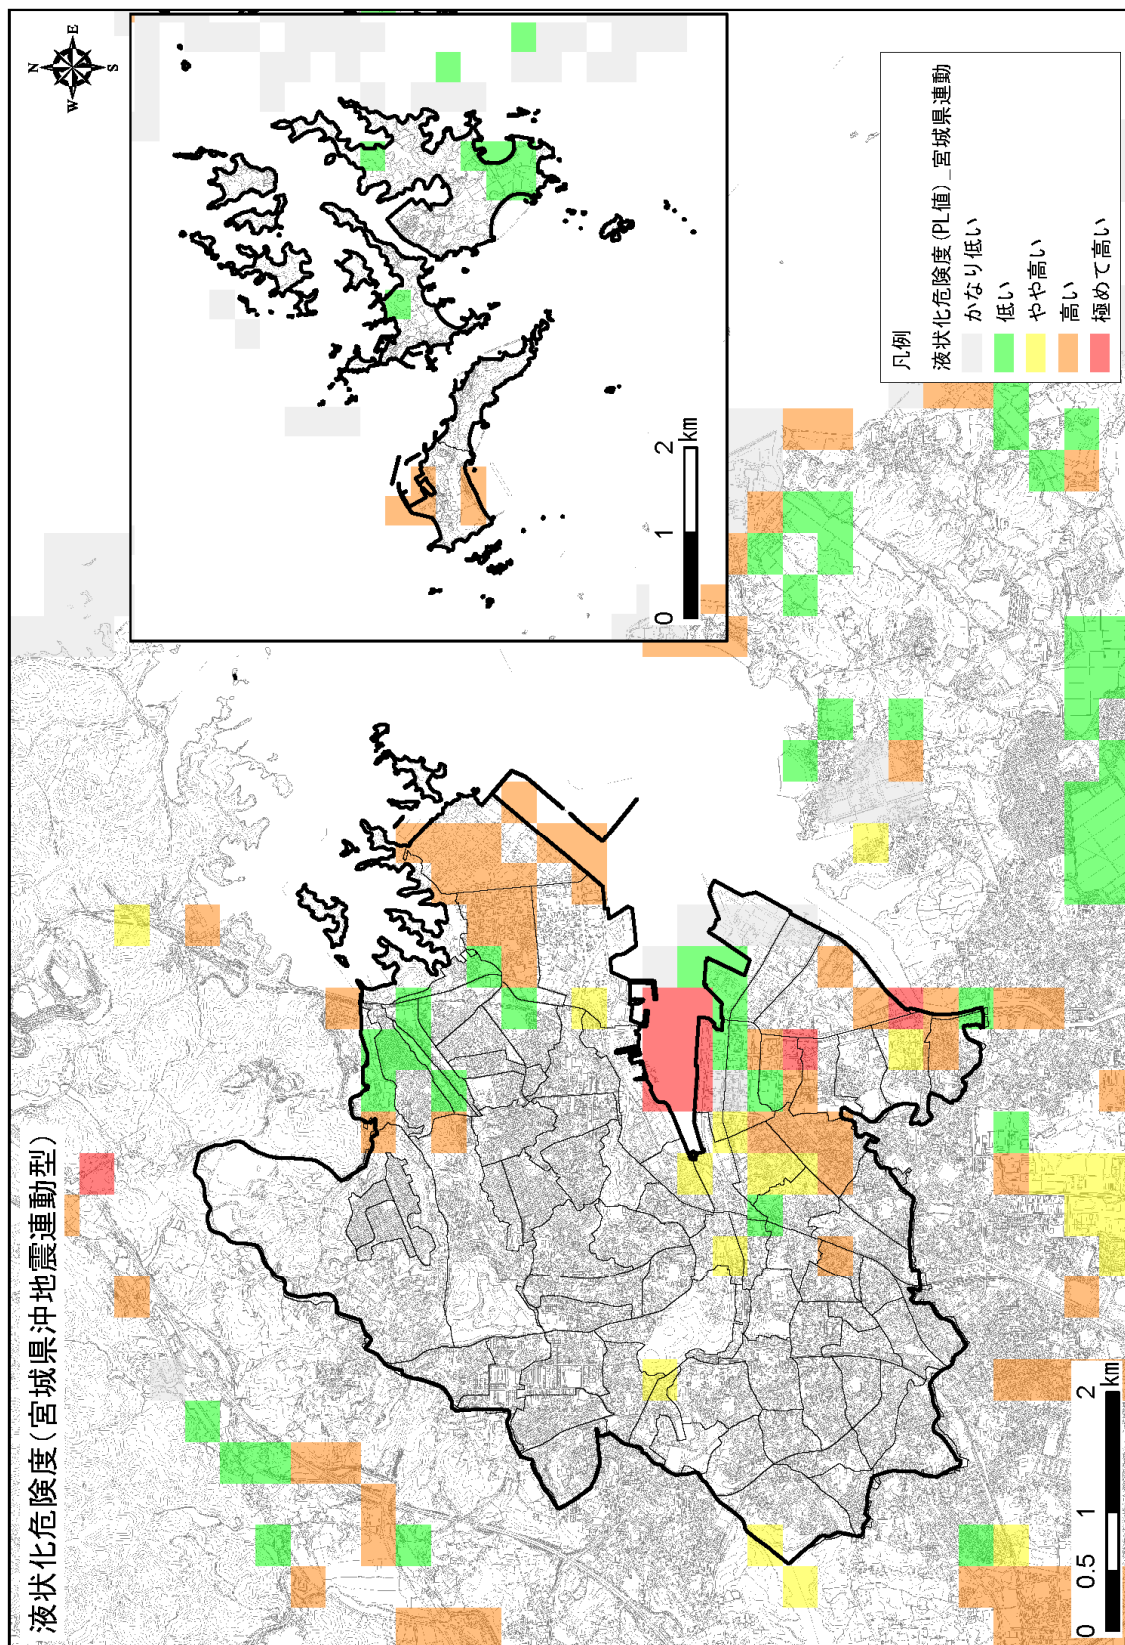 液状化危険度（宮城県沖地震連動型）
N
E
S
W
0
1
2
km
凡例
液状化危険度（PL値）_宮城県連動
かなり低い
低い
やや高い
高い
極めて高い
0
0.5
1
2
km